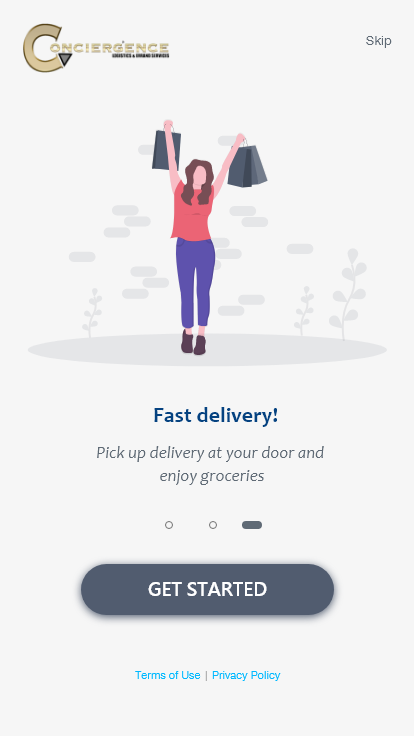 CONCIERGENCE
LOGISTICS & ERRAND SERVICES
Skip
Fast delivery!
Pick up delivery at your door and
enjoy groceries
GET STARTED
Terms of Use | Privacy Policy